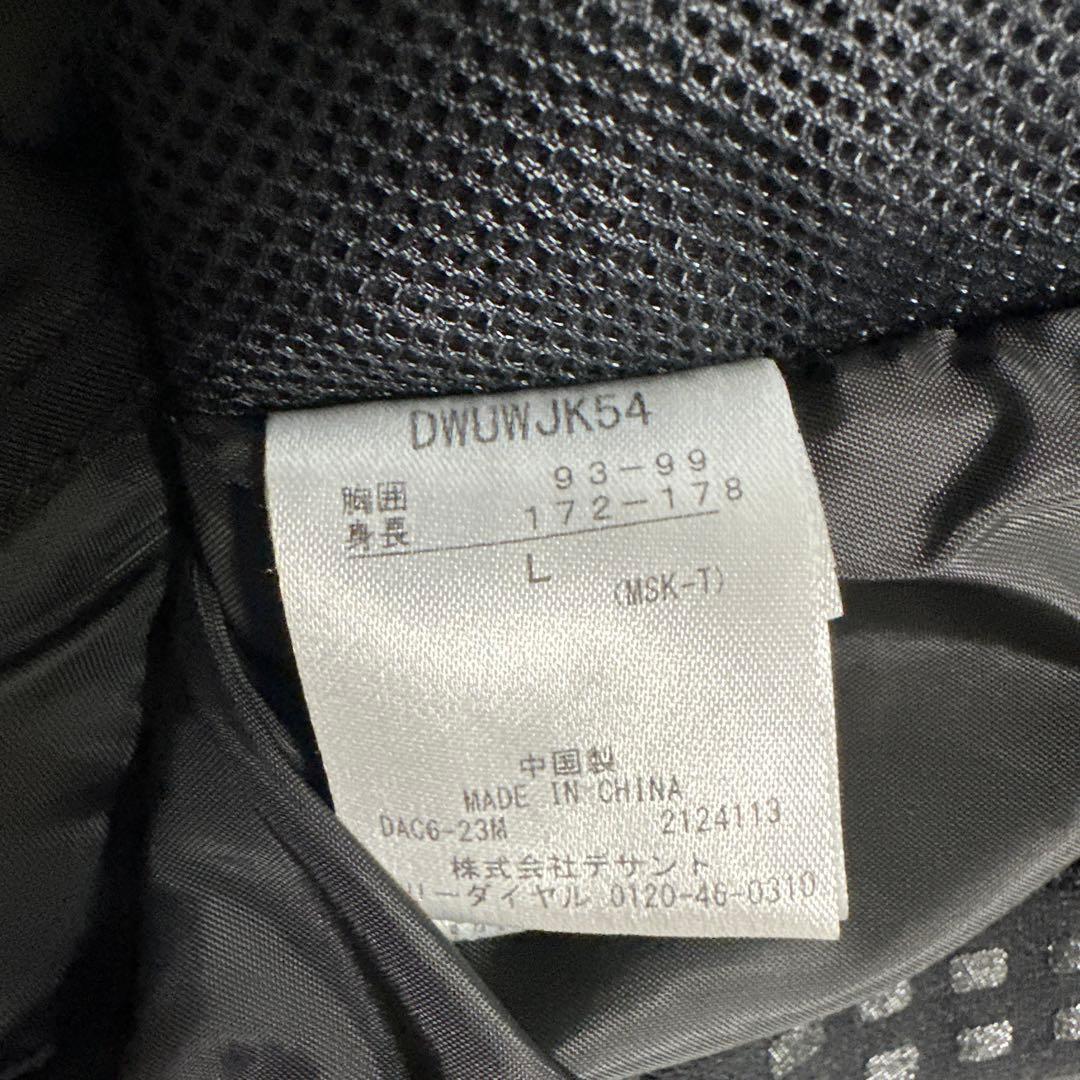 DWUWJK54
胸囲 93-99
身長 172-178
L
(MSK-T)
中国製
MADE IN CHINA
DAC6-23M 2124113
株式会社デサント
リーダイヤル 0120-46-0310